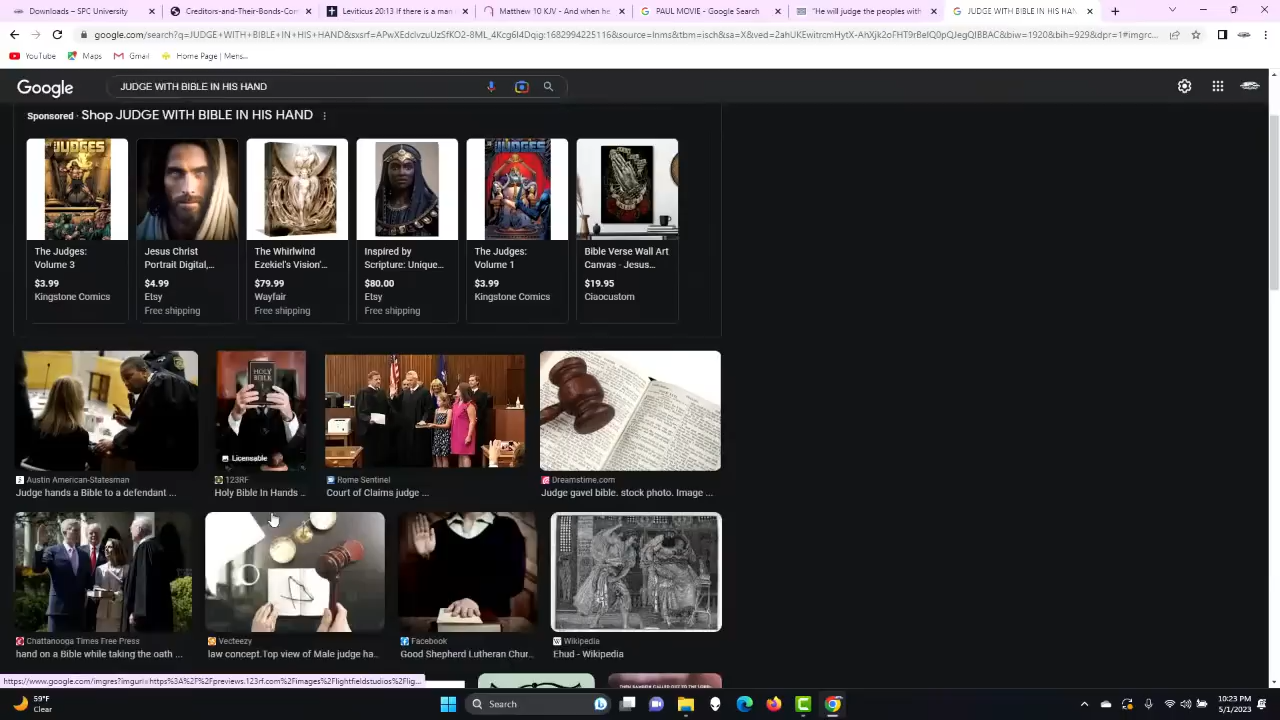 Downloads – SPC University
Creditors-and-Their-Bonds-Com
Leviticus 20:13 If there is a man
Matthew 10 KJV - And when he
PAUL MOVIE - Google Search
"He will judge the peoples with
JUDGE WITH BIBLE IN HIS HAN
YouTube
Maps
Gmail
Home Page | Mens...
Google
JUDGE WITH BIBLE IN HIS HAND
Sponsored · Shop JUDGE WITH BIBLE IN HIS HAND
JUDGES
JUDGES
The Judges: Volume 3
$3.99
Kingstone Comics
Jesus Christ Portrait Digital,...
$4.99
Etsy
Free shipping
The Whirlwind Ezekiel's Vision'...
$79.99
Wayfair
Free shipping
Inspired by Scripture: Unique...
$80.00
Etsy
Free shipping
The Judges: Volume 1
$3.99
Kingstone Comics
Bible Verse Wall Art Canvas - Jesus...
$19.95
Ciaocustom
HOLY BIBLE
Licensable
Austin American-Statesman
Judge hands a Bible to a defendant ...
123RF
Holy Bible In Hands ...
Rome Sentinel
Court of Claims judge ...
Dreamstime.com
Judge gavel bible. stock photo. Image ...
Chattanooga Times Free Press
hand on a Bible while taking the oath ...
Vecteezy
law concept.Top view of Male judge ha...
Facebook
Good Shepherd Lutheran Chur...
Wikipedia
Ehud - Wikipedia
59°F
Clear
Search
10:23 PM
5/1/2023